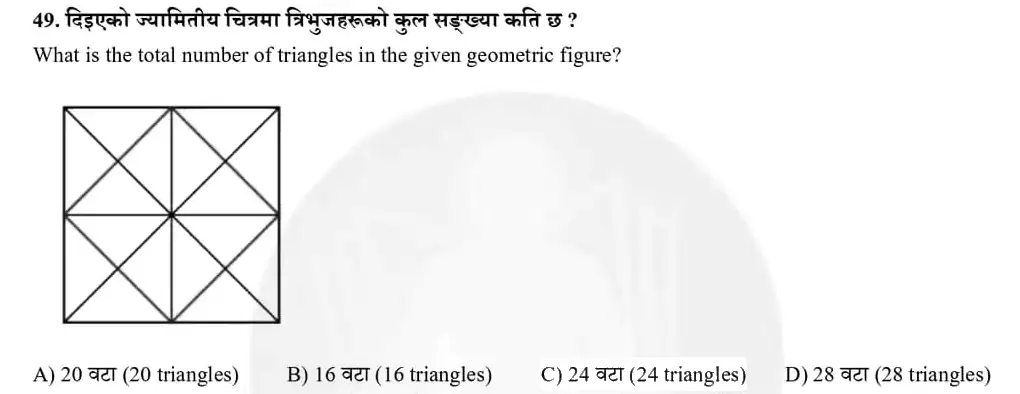 49. दिइएको ज्यामितीय चित्रमा त्रिभुजहरूको कुल सङ्ख्या कति छ ?
What is the total number of triangles in the given geometric figure?
A) 20 वटा (20 triangles) B) 16 वटा (16 triangles) C) 24 वटा (24 triangles) D) 28 वटा (28 triangles)